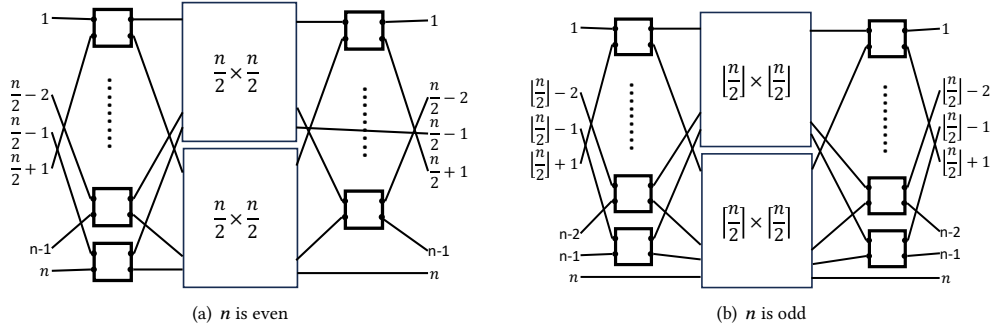 1
n/2 − 2
n/2 − 1
n/2 + 1
n-1
n
n/2 × n/2
n/2 × n/2
1
n/2 − 2
n/2 − 1
n/2 + 1
n-1
n
(a) n is even
1
⌊n/2⌋ − 2
⌊n/2⌋ − 1
⌊n/2⌋ + 1
n-2
n-1
n
⌊n/2⌋ × ⌊n/2⌋
⌈n/2⌉ × ⌈n/2⌉
1
⌊n/2⌋ − 2
⌊n/2⌋ − 1
⌊n/2⌋ + 1
n-2
n-1
n
(b) n is odd